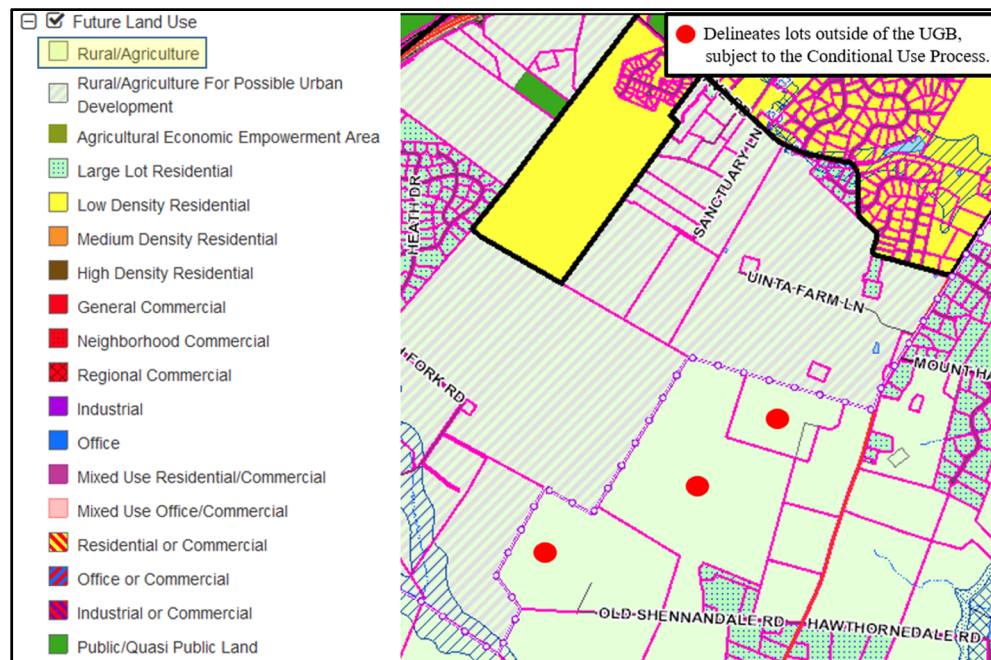 Future Land Use
Rural/Agriculture
Rural/Agriculture For Possible Urban
Development
Agricultural Economic Empowerment Area
Large Lot Residential
Low Density Residential
Medium Density Residential
High Density Residential
General Commercial
Neighborhood Commercial
Regional Commercial
Industrial
Office
Mixed Use Residential/Commercial
Mixed Use Office/Commercial
Residential or Commercial
Office or Commercial
Industrial or Commercial
Public/Quasi Public Land
Delineates lots outside of the UGB,
subject to the Conditional Use Process.
HEATH DR
SANCTUARY LN
UINTA FARM LN
MOUNT HA
FORK RD
OLD SHENNANDALE RD
HAWTHORNEDALE RD